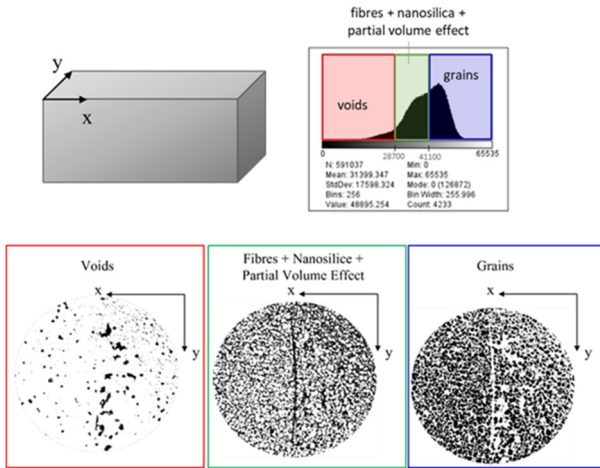 fibres + nanosilica +
partial volume effect
y
x
voids
grains
0
28700
41100
65535
N: 591037
Min: 0
Mean: 31399.347
Max: 65535
StdDev: 17598.324
Mode: 0 (126872)
Bins: 256
Bin Width: 255.996
Value: 48895.254
Count: 4233
Voids
x
y
Fibres + Nanosilice +
Partial Volume Effect
x
y
Grains
x
y